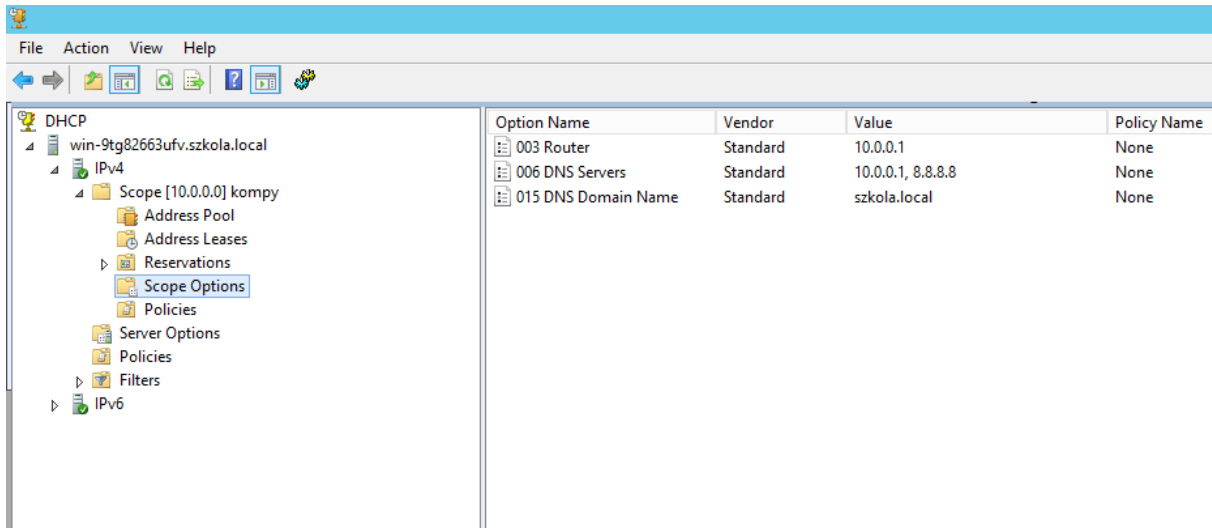 File Action View Help
DHCP
win-9tg82663ufv.szkola.local
IPv4
Scope [10.0.0.0] kompy
Address Pool
Address Leases
Reservations
Scope Options
Policies
Server Options
Policies
Filters
IPv6
Option Name Vendor Value Policy Name
003 Router Standard 10.0.0.1 None
006 DNS Servers Standard 10.0.0.1, 8.8.8.8 None
015 DNS Domain Name Standard szkola.local None